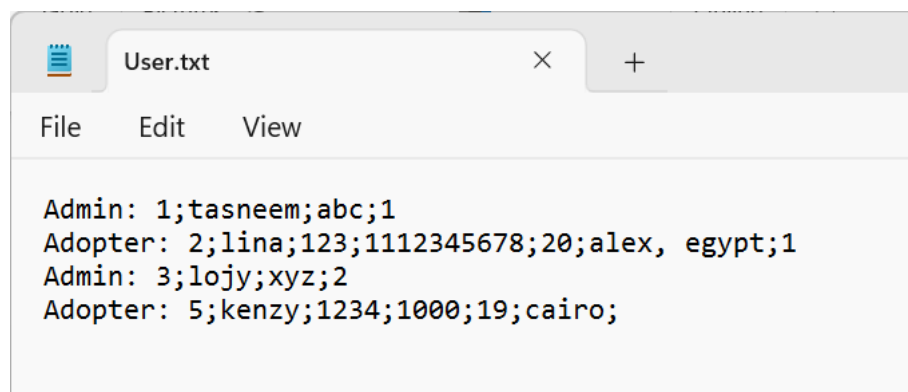 User.txt
File Edit View
Admin: 1;tasneem;abc;1
Adopter: 2;lina;123;1112345678;20;alex, egypt;1
Admin: 3;lojy;xyz;2
Adopter: 5;kenzy;1234;1000;19;cairo;